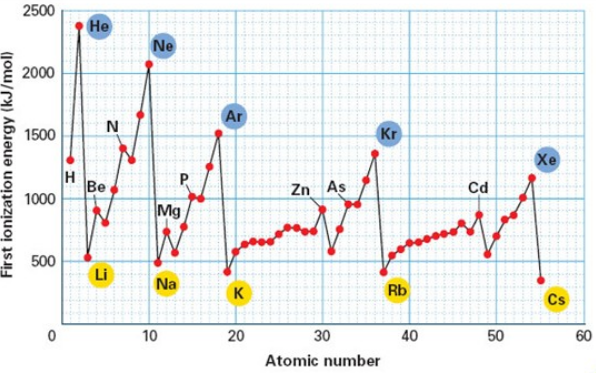 2500
He
Ne
2000
First ionization energy (kJ/mol)
1500
N
Ar
Kr
H
Be
P
Xe
1000
Mg
Zn
As
Cd
500
Li
Na
K
Rb
Cs
0
10
20
30
40
50
60
Atomic number